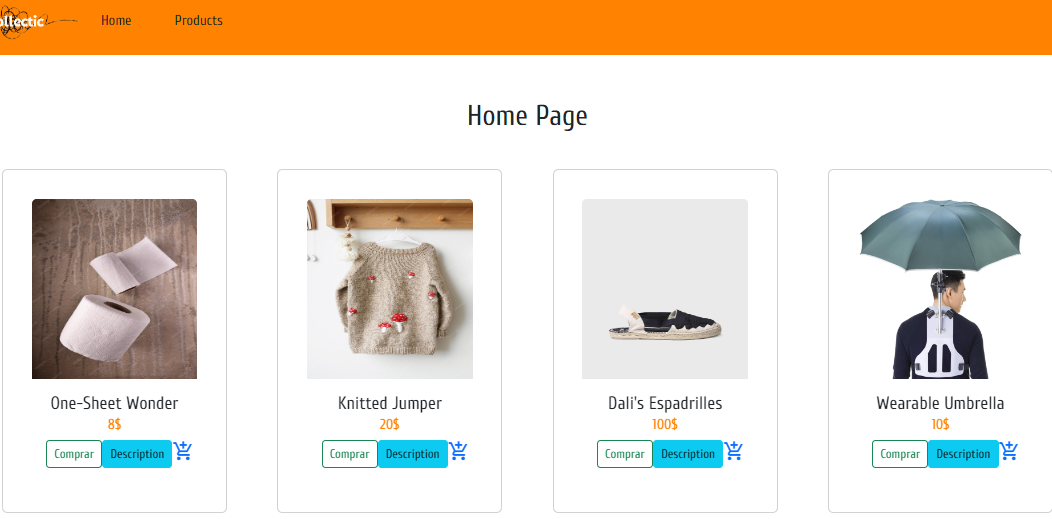 Home Products
Home Page
One-Sheet Wonder
8$
Comprar Description
Knitted Jumper
20$
Comprar Description
Dali's Espadrilles
100$
Comprar Description
Wearable Umbrella
10$
Comprar Description